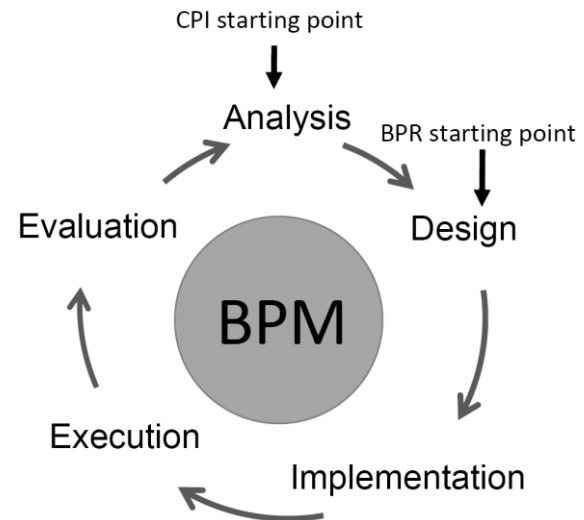 CPI starting point
Analysis
BPR starting point
Evaluation
Design
BPM
Execution
Implementation